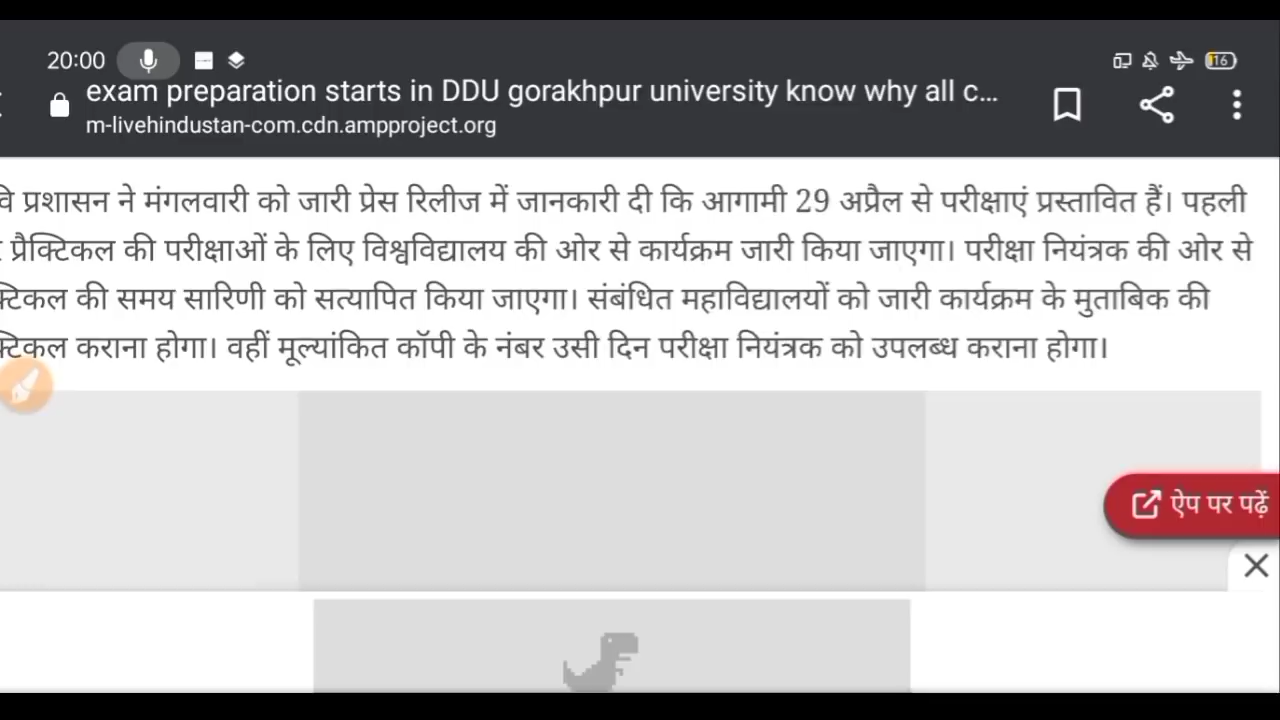 20:00
16
exam preparation starts in DDU gorakhpur university know why all c...
m-livehindustan-com.cdn.ampproject.org
वि प्रशासन ने मंगलवारी को जारी प्रेस रिलीज में जानकारी दी कि आगामी 29 अप्रैल से परीक्षाएं प्रस्तावित हैं। पहली
प्रैक्टिकल की परीक्षाओं के लिए विश्वविद्यालय की ओर से कार्यक्रम जारी किया जाएगा। परीक्षा नियंत्रक की ओर से
क्टिकल की समय सारिणी को सत्यापित किया जाएगा। संबंधित महाविद्यालयों को जारी कार्यक्रम के मुताबिक की
क्टिकल कराना होगा। वहीं मूल्यांकित कॉपी के नंबर उसी दिन परीक्षा नियंत्रक को उपलब्ध कराना होगा।
ऐप पर पढ़ें